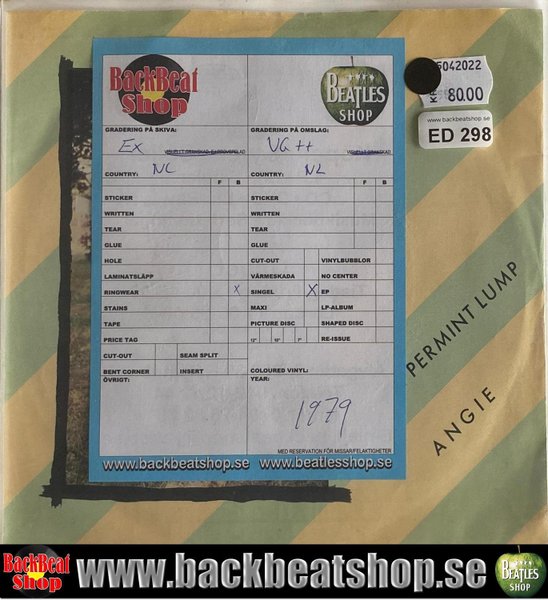 BackBeat
Shop
BEATLES
SHOP
5042022
KR 80.00
www.backbeatshop.se
ED 298
GRADERING PÅ SKIVA:
GRADERING PÅ OMSLAG:
Ex
VG ++
COUNTRY:
NL
COUNTRY:
NL
F B
F B
STICKER
STICKER
WRITTEN
WRITTEN
TEAR
TEAR
GLUE
GLUE
HOLE
CUT-OUT
VINYLBUBBLOR
LAMINATSLÄPP
VÄRMESKADA
NO CENTER
RINGWEAR
X
SINGEL
X
EP
STAINS
MAXI
LP-ALBUM
TAPE
PICTURE DISC
SHAPED DISC
PRICE TAG
12"
10"
7"
RE-ISSUE
CUT-OUT
SEAM SPLIT
BENT CORNER
INSERT
COLOURED VINYL:
ÖVRIGT:
YEAR:
1979
MED RESERVATION FÖR MISSAR/FELAKTIGHETER
www.backbeatshop.se www.beatlesshop.se
PERMINT LUMP
ANGIE
BackBeat
Shop
www.backbeatshop.se
BEATLES
SHOP